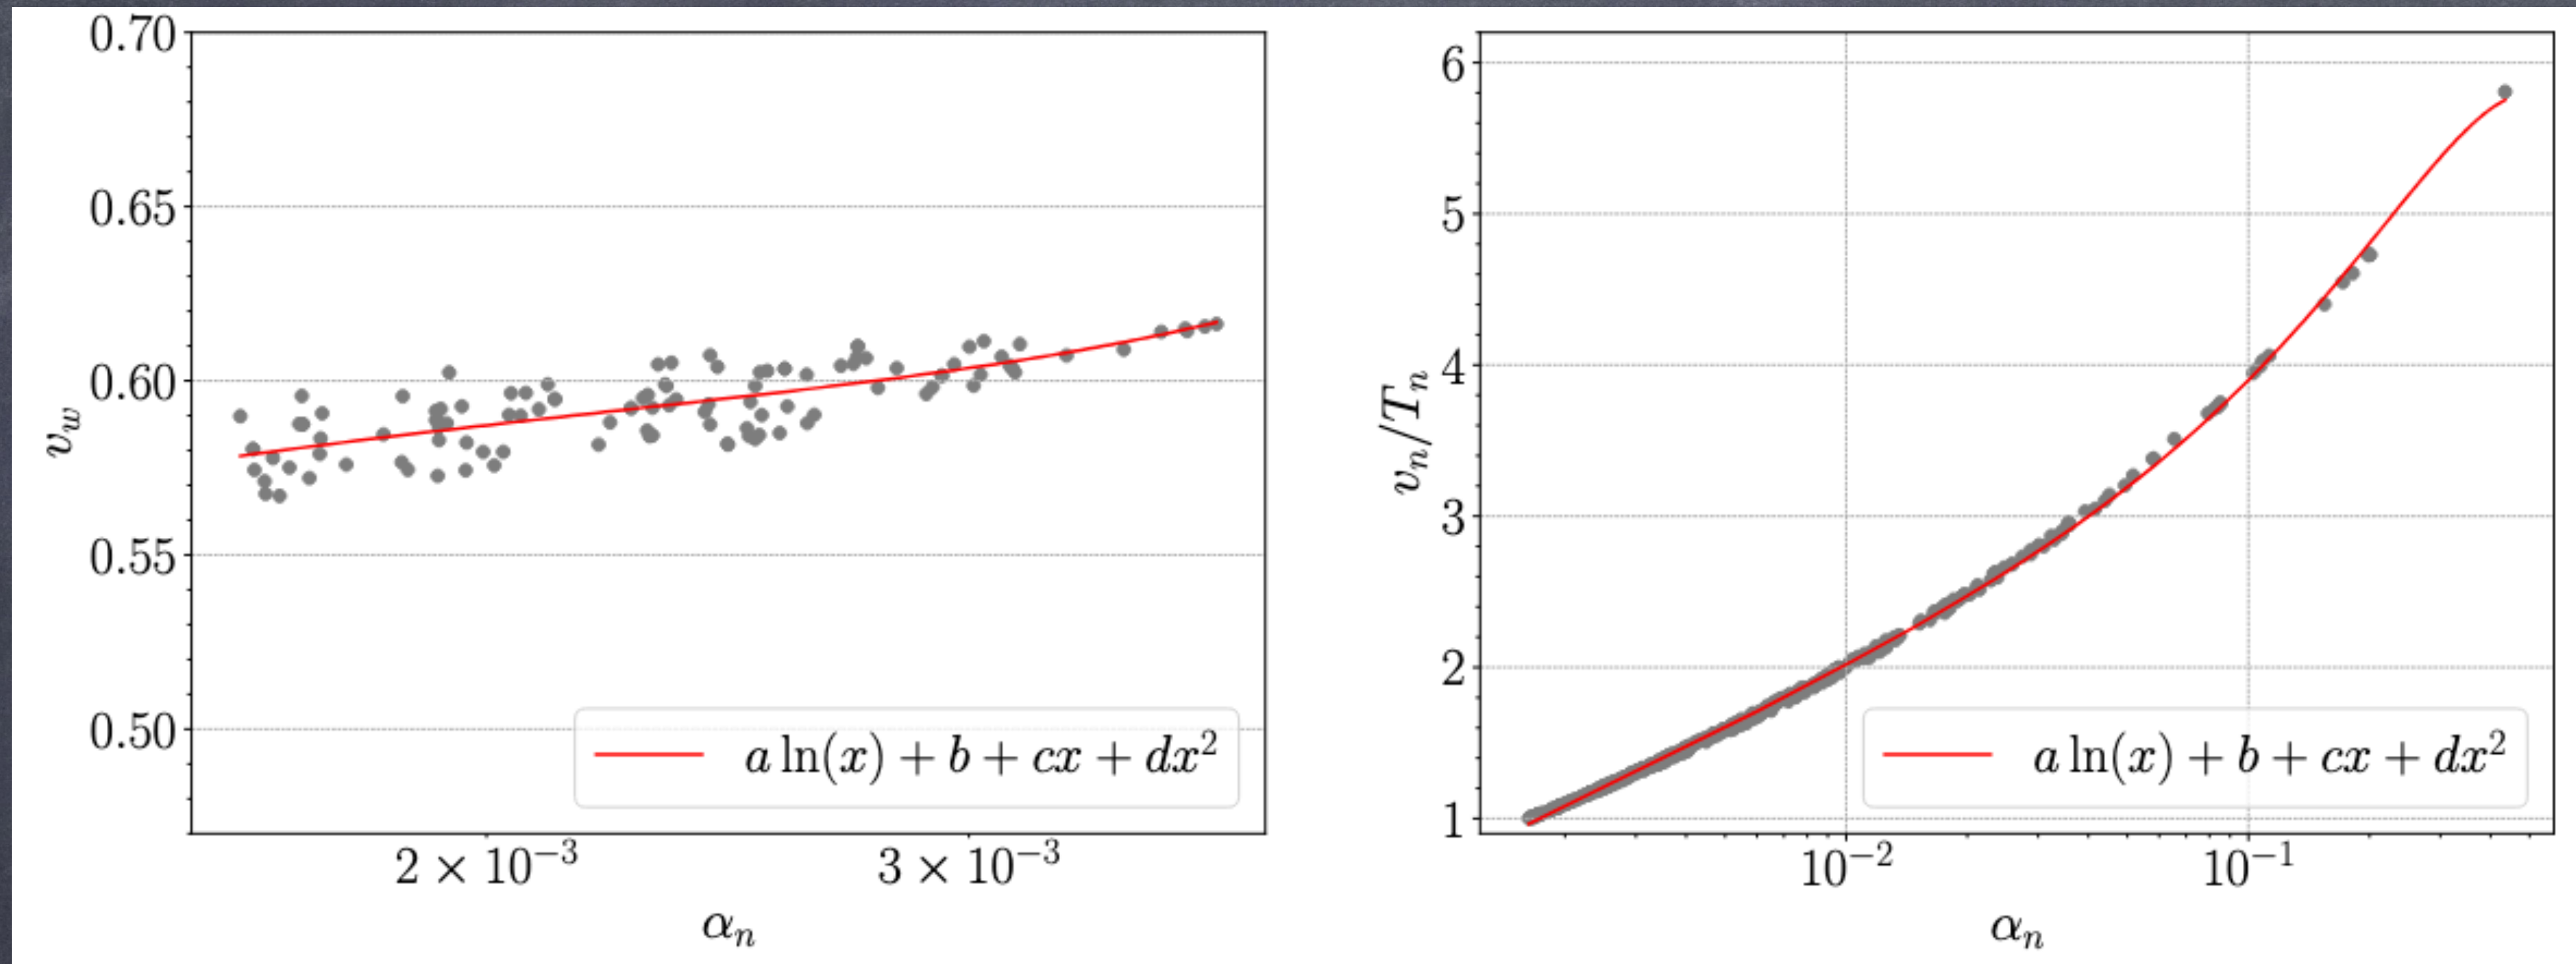 0.70
0.65
0.60
0.55
0.50
v_w
2 × 10⁻³
3 × 10⁻³
α_n
a ln(x) + b + cx + dx²
6
5
4
3
2
1
v_n/T_n
10⁻²
10⁻¹
α_n
a ln(x) + b + cx + dx²